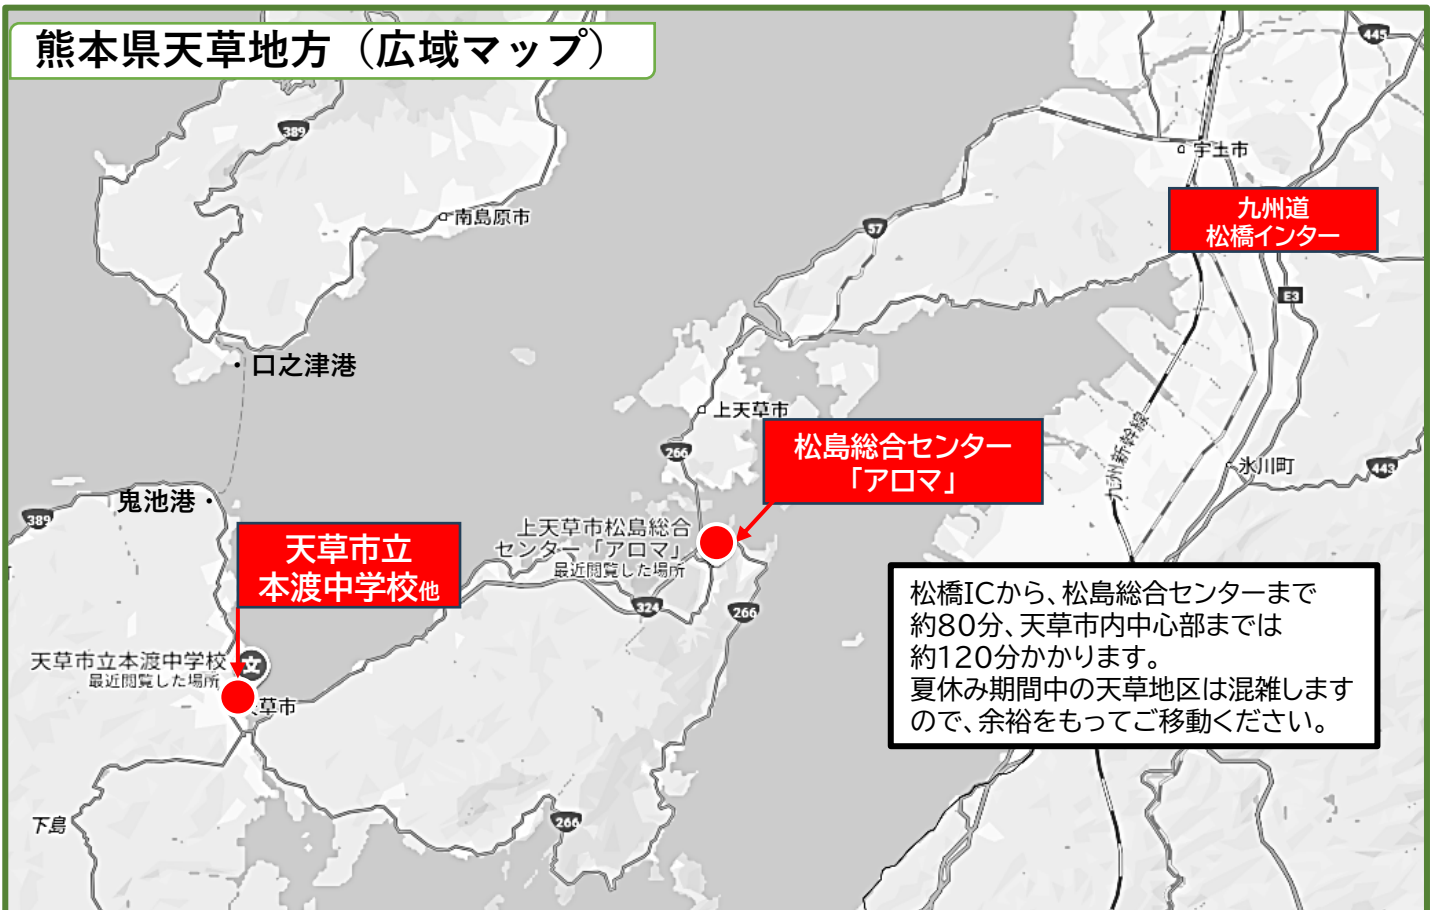 熊本県天草地方（広域マップ）
445
389
宇土市
九州道
松橋インター
南島原市
57
E3
・口之津港
上天草市
松島総合センター
「アロマ」
266
九州新幹線
氷川町
443
鬼池港・
389
天草市立
本渡中学校他
上天草市松島総合
センター「アロマ」
最近閲覧した場所
324
266
松橋ICから、松島総合センターまで
約80分、天草市内中心部までは
約120分かかります。
夏休み期間中の天草地区は混雑します
ので、余裕をもってご移動ください。
天草市立本渡中学校
最近閲覧した場所
文
草市
下島
266